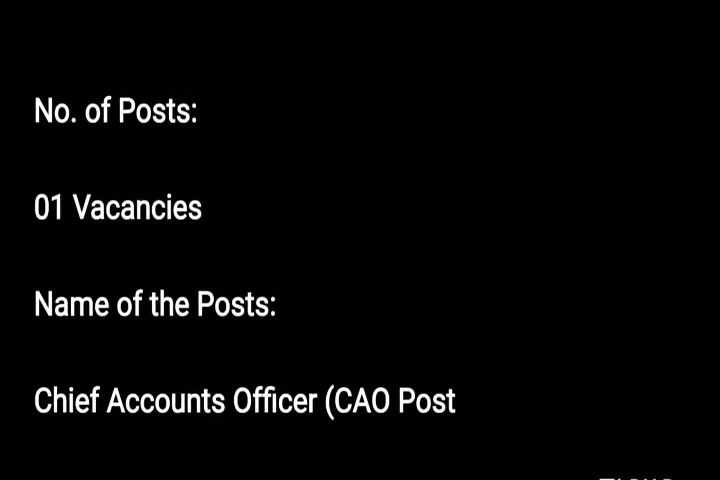 No. of Posts:
01 Vacancies
Name of the Posts:
Chief Accounts Officer (CAO Post